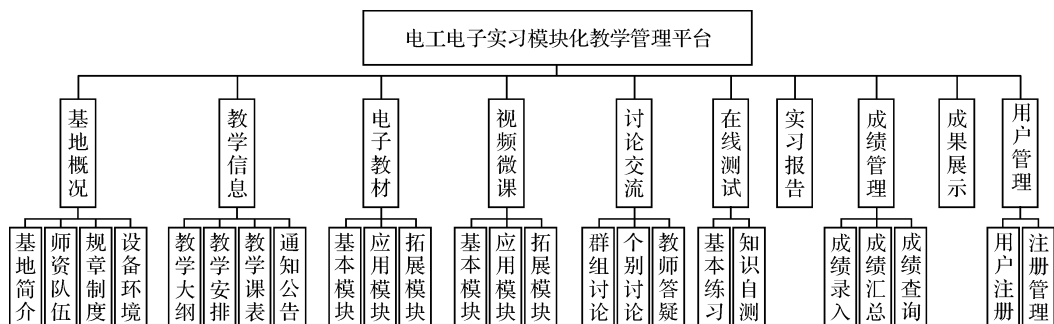 电工电子实习模块化教学管理平台
基地概况
教学信息
电子教材
视频微课
讨论交流
在线测试
实习报告
成绩管理
成果展示
用户管理
基地简介
师资队伍
规章制度
设备环境
教学大纲
教学安排
教学课表
通知公告
基本模块
应用模块
拓展模块
基本模块
应用模块
拓展模块
群组讨论
个别讨论
教师答疑
基本练习
知识自测
成绩录入
成绩汇总
成绩查询
用户注册
注册管理